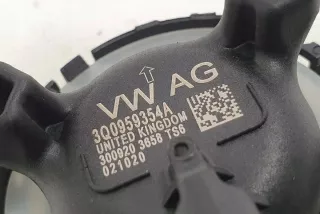 VW AG
3Q0959354A
UNITED KINGDOM
300920 3658 TS6
021020